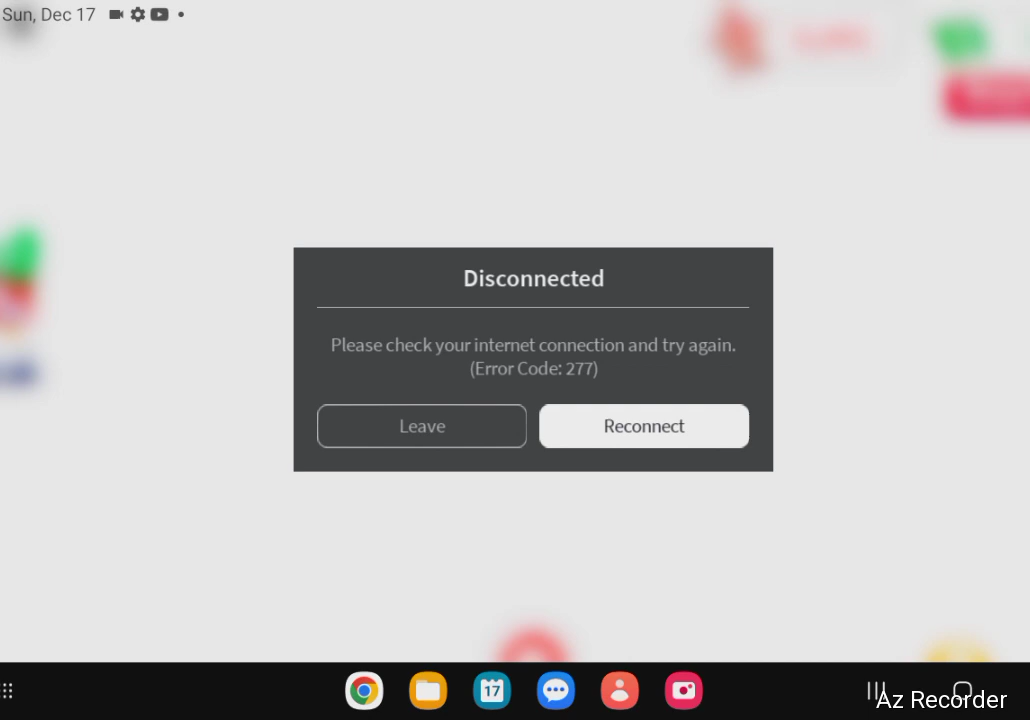 Sun, Dec 17
Disconnected
Please check your internet connection and try again.
(Error Code: 277)
Leave
Reconnect
17
Az Recorder